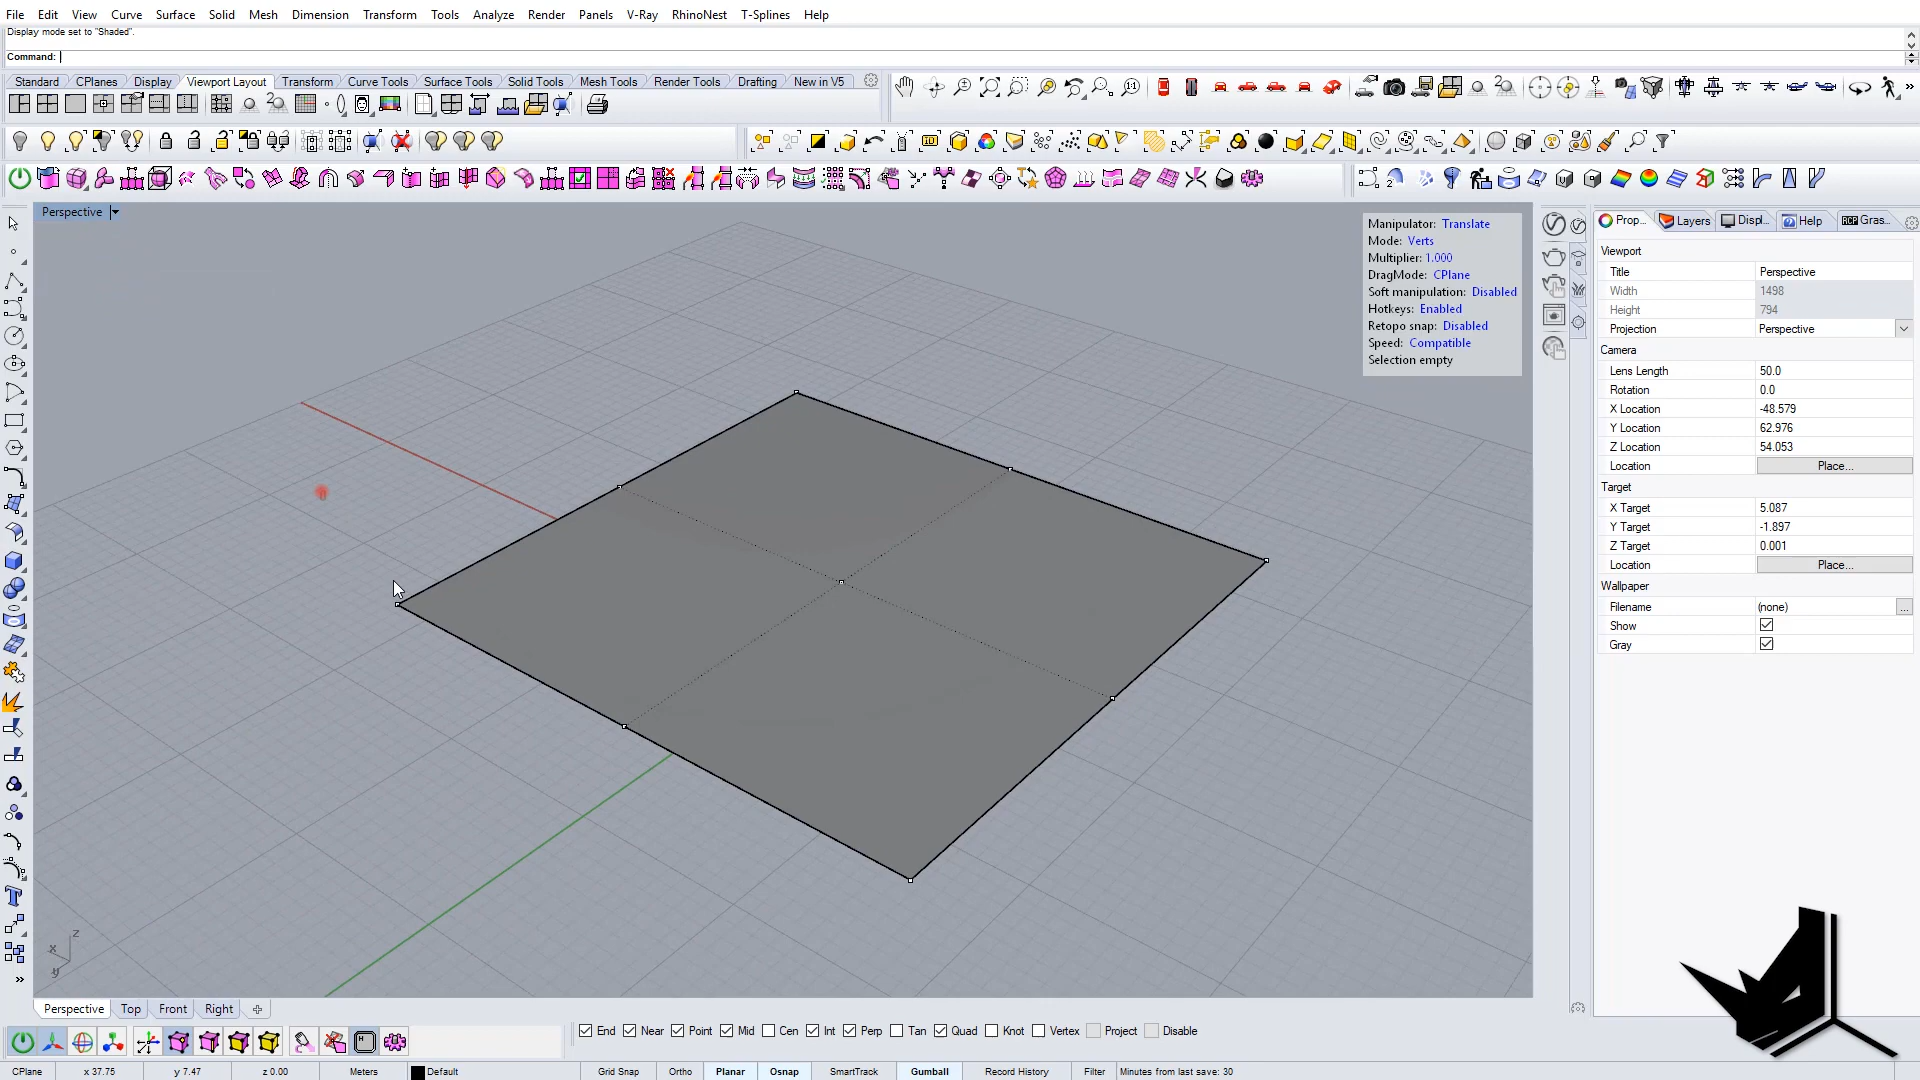 File Edit View Curve Surface Solid Mesh Dimension Transform Tools Analyze Render Panels V-Ray RhinoNest T-Splines Help
Display mode set to "Shaded".
Command:
Standard CPlanes Display Viewport Layout Transform Curve Tools Surface Tools Solid Tools Mesh Tools Render Tools Drafting New in V5
Perspective
Manipulator: Translate
Mode: Verts
Multiplier: 1.000
DragMode: CPlane
Soft manipulation: Disabled
Hotkeys: Enabled
Retopo snap: Disabled
Speed: Compatible
Selection empty
Prop... Layers Displ... Help Gras...
Viewport
Title Perspective
Width 1498
Height 794
Projection Perspective
Camera
Lens Length 50.0
Rotation 0.0
X Location -48.579
Y Location 62.976
Z Location 54.053
Location Place...
Target
X Target 5.087
Y Target -1.897
Z Target 0.001
Location Place...
Wallpaper
Filename (none) ...
Show
Gray
z
x
y
Perspective Top Front Right
End Near Point Mid Cen Int Perp Tan Quad Knot Vertex Project Disable
CPlane x 37.75 y 7.47 z 0.00 Meters Default Grid Snap Ortho Planar Osnap SmartTrack Gumball Record History Filter Minutes from last save: 30